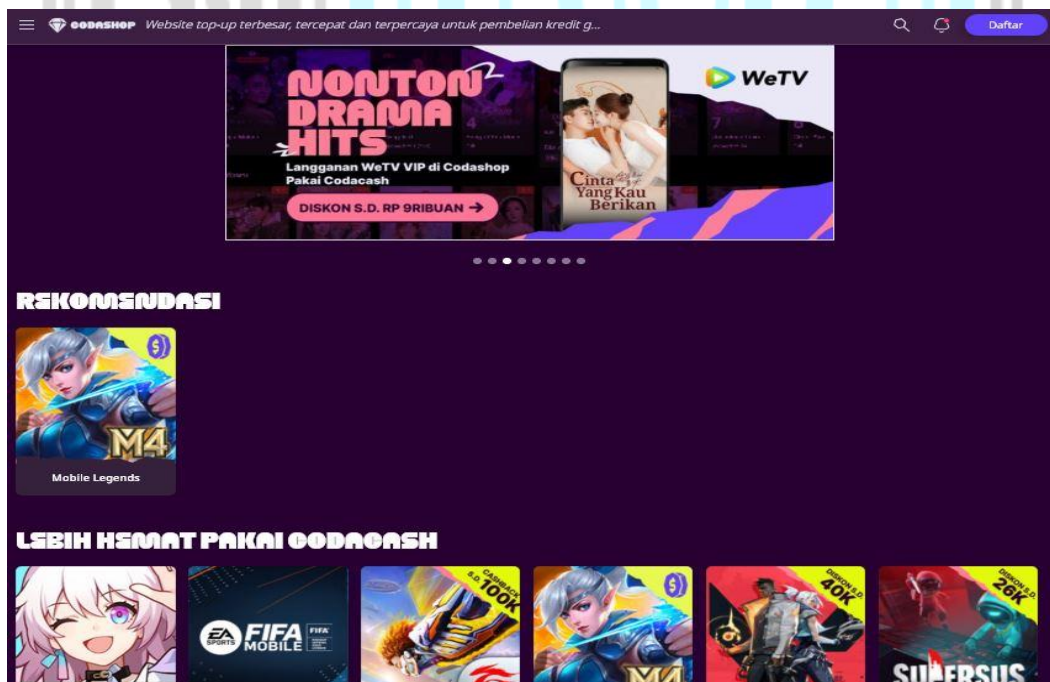 CODASHOP Website top-up terbesar, tercepat dan terpercaya untuk pembelian kredit g...
Daftar
NONTON2
DRAMA
HITS
Langganan WeTV VIP di Codashop
Pakai Codacash
DISKON S.D. RP 9RIBUAN
WeTV
Cinta
Yang Kau
Berikan
REKOMENDASI
M4
Mobile Legends
LEBIH HEMAT PAKAI CODACASH
EA
SPORTS
FIFA
MOBILE
FIFA
CASHBACK
S.D. 100K
M4
DISKON S.D.
40K
DISKON S.D.
26K
SUPERSUS